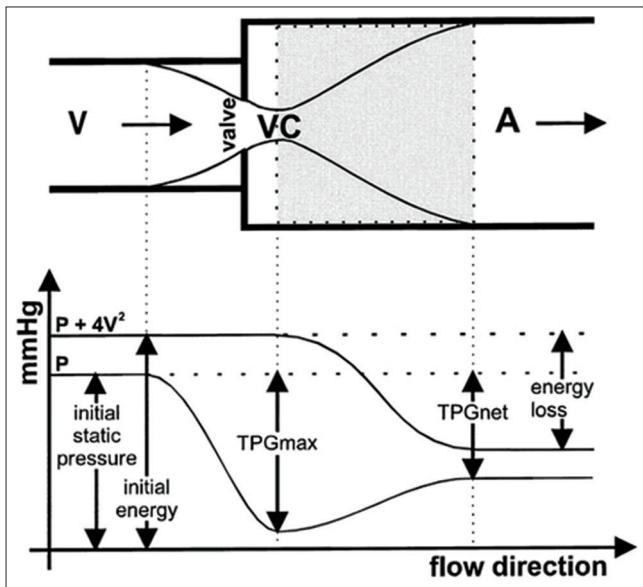 V
valve
VC
A
mmHg
P + 4V²
P
initial
static
pressure
initial
energy
TPGmax
TPGnet
energy
loss
flow direction